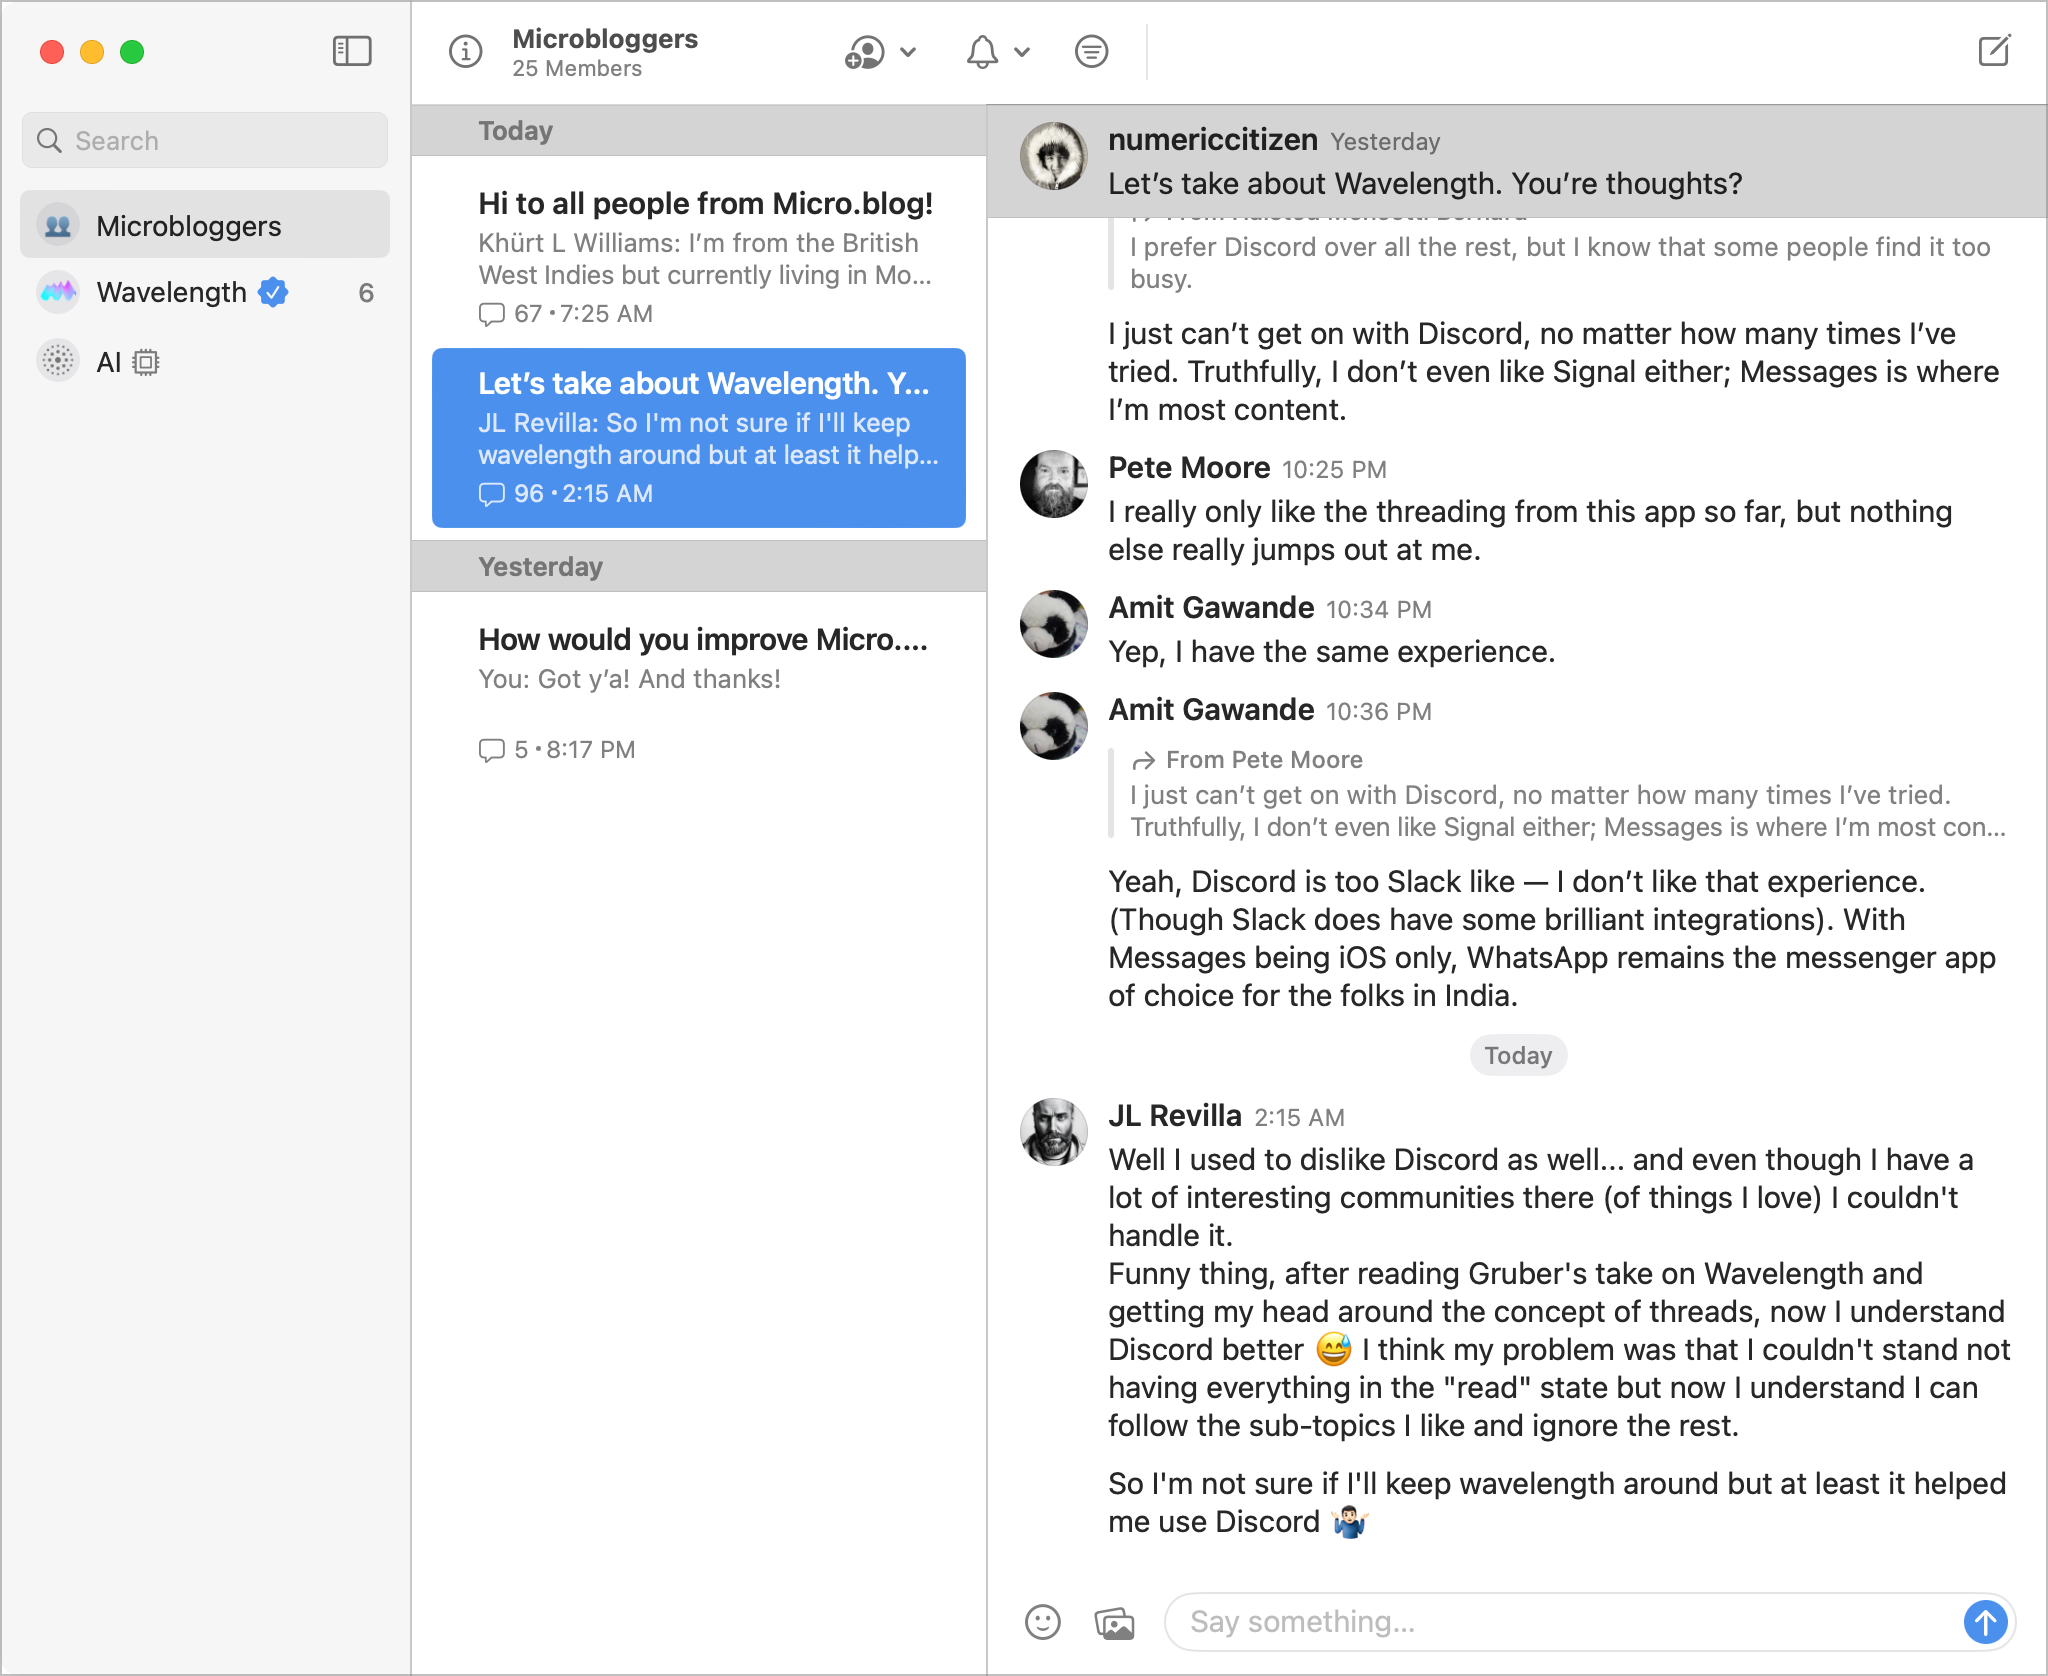 Microbloggers
25 Members
Search
Microbloggers
Wavelength
6
AI
Today
Hi to all people from Micro.blog!
Khürt L Williams: I’m from the British
West Indies but currently living in Mo...
67 • 7:25 AM
Let’s take about Wavelength. Y...
JL Revilla: So I'm not sure if I'll keep
wavelength around but at least it help...
96 • 2:15 AM
Yesterday
How would you improve Micro....
You: Got y’a! And thanks!
5 • 8:17 PM
numericcitizen Yesterday
Let’s take about Wavelength. You’re thoughts?
I prefer Discord over all the rest, but I know that some people find it too
busy.
I just can’t get on with Discord, no matter how many times I’ve
tried. Truthfully, I don’t even like Signal either; Messages is where
I’m most content.
Pete Moore 10:25 PM
I really only like the threading from this app so far, but nothing
else really jumps out at me.
Amit Gawande 10:34 PM
Yep, I have the same experience.
Amit Gawande 10:36 PM
From Pete Moore
I just can’t get on with Discord, no matter how many times I’ve tried.
Truthfully, I don’t even like Signal either; Messages is where I’m most con...
Yeah, Discord is too Slack like — I don’t like that experience.
(Though Slack does have some brilliant integrations). With
Messages being iOS only, WhatsApp remains the messenger app
of choice for the folks in India.
Today
JL Revilla 2:15 AM
Well I used to dislike Discord as well... and even though I have a
lot of interesting communities there (of things I love) I couldn't
handle it.
Funny thing, after reading Gruber's take on Wavelength and
getting my head around the concept of threads, now I understand
Discord better 😅 I think my problem was that I couldn't stand not
having everything in the "read" state but now I understand I can
follow the sub-topics I like and ignore the rest.
So I'm not sure if I'll keep wavelength around but at least it helped
me use Discord 🤷🏻‍♂️
Say something...